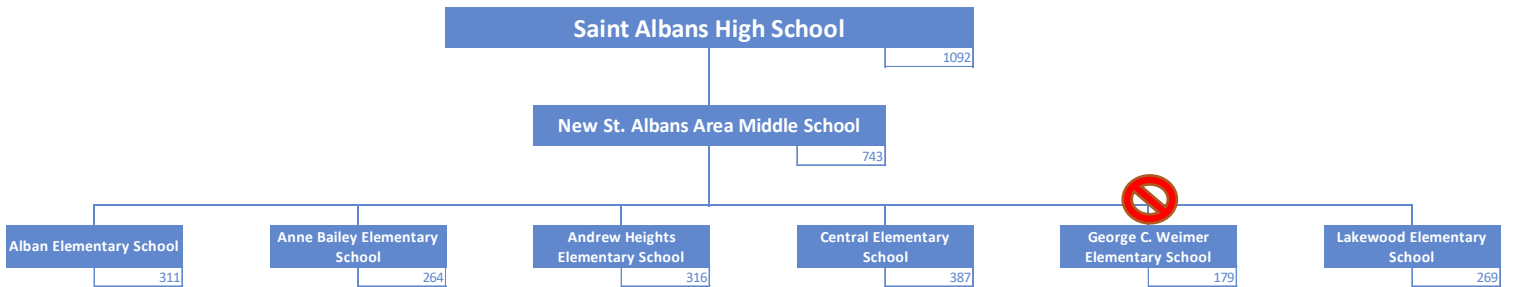 Saint Albans High School
1092
New St. Albans Area Middle School
743
Alban Elementary School
311
Anne Bailey Elementary
School
264
Andrew Heights
Elementary School
316
Central Elementary
School
387
George C. Weimer
Elementary School
179
Lakewood Elementary
School
269